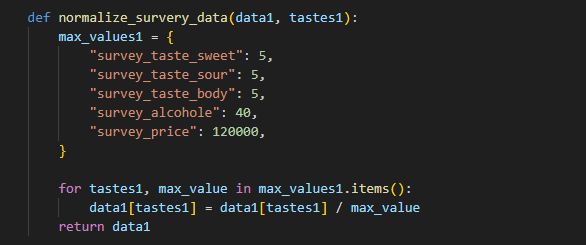 def normalize_survery_data(data1, tastes1):
    max_values1 = {
        "survey_taste_sweet": 5,
        "survey_taste_sour": 5,
        "survey_taste_body": 5,
        "survey_alcohole": 40,
        "survey_price": 120000,
    }
    for tastes1, max_value in max_values1.items():
        data1[tastes1] = data1[tastes1] / max_value
    return data1